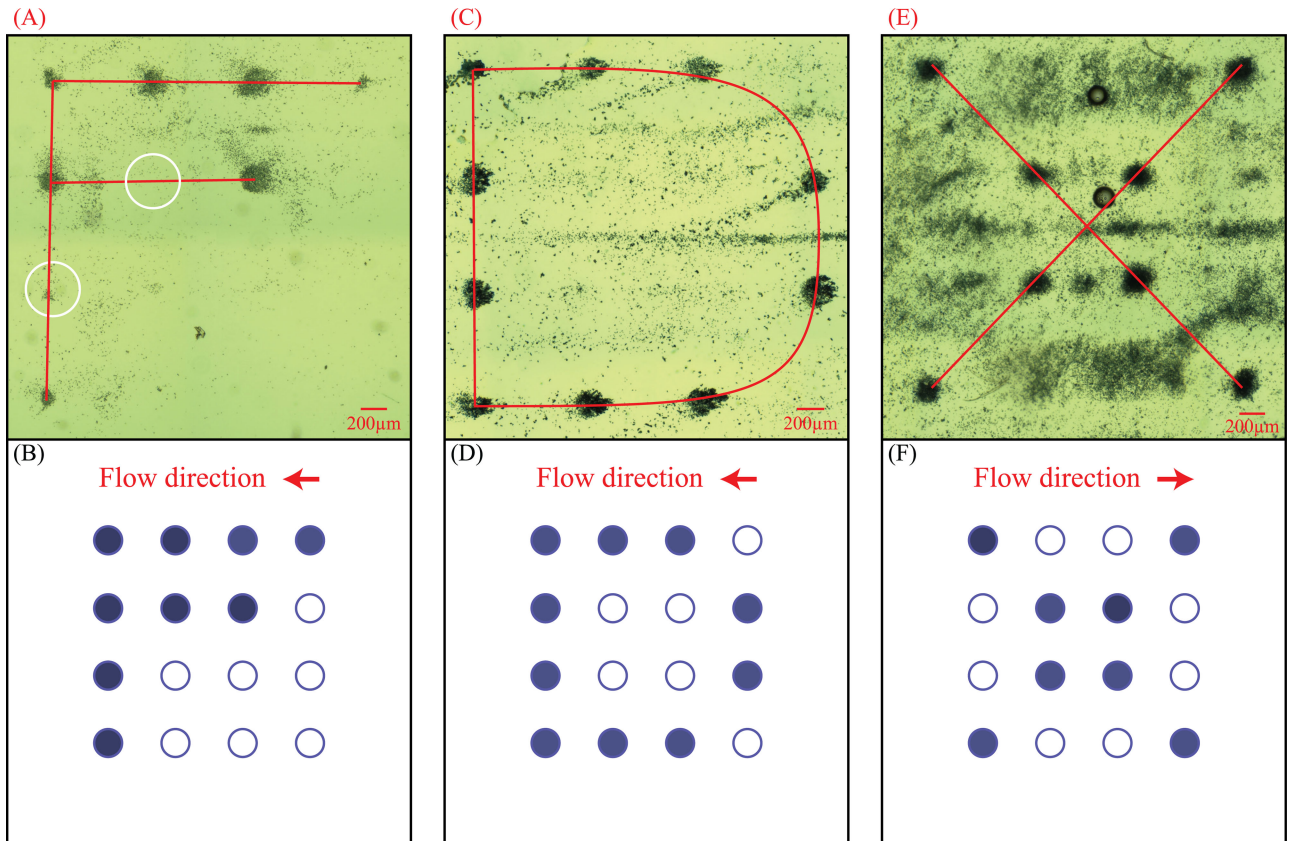 (A)
(C)
(E)
200μm
200μm
200μm
(B)
(D)
(F)
Flow direction
Flow direction
Flow direction